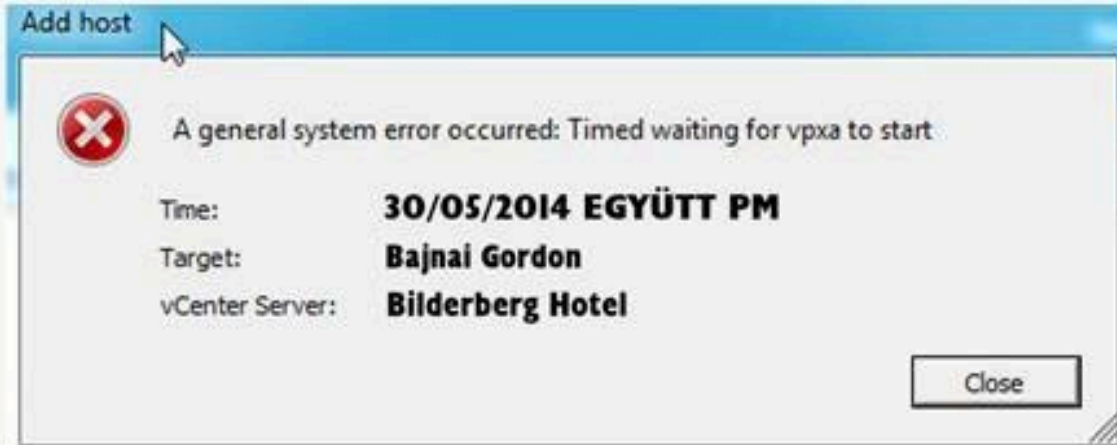 Add host
A general system error occurred: Timed waiting for vpxa to start
Time: 30/05/2014 EGYÜTT PM
Target: Bajnai Gordon
vCenter Server: Bilderberg Hotel
Close